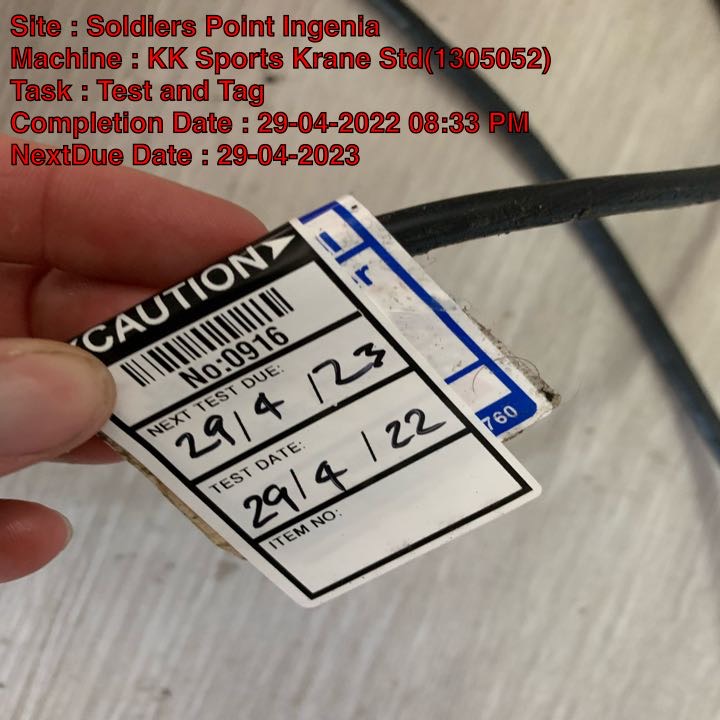 Site : Soldiers Point Ingenia
Machine : KK Sports Krane Std(1305052)
Task : Test and Tag
Completion Date : 29-04-2022 08:33 PM
NextDue Date : 29-04-2023
CAUTION
No:0916
NEXT TEST DUE:
29/4/23
TEST DATE:
29/4/22
ITEM NO:
r
760